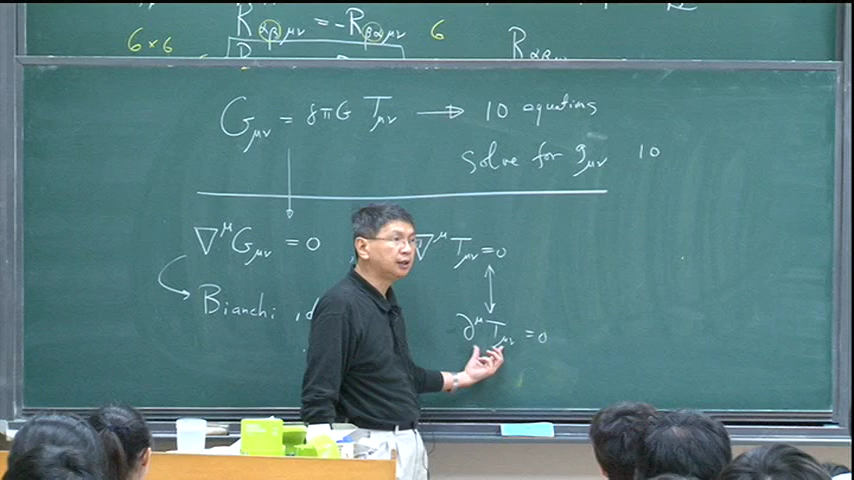 R_{αβμν} = -R_{βαμν}
6×6
6
R_{αβμν}
G_{μν} = 8πG T_{μν} → 10 equations
Solve for g_{μν} 10
∇^μ G_{μν} = 0
∇^μ T_{μν} = 0
Bianchi
∂^μ T_{μν} = 0